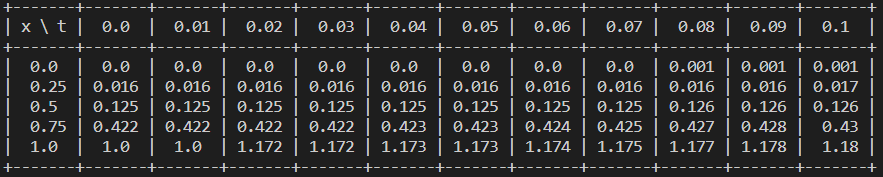 +-------+-------+-------+-------+-------+-------+-------+-------+-------+-------+-------+-------+
| x \ t |  0.0  |  0.01 |  0.02 |  0.03 |  0.04 |  0.05 |  0.06 |  0.07 |  0.08 |  0.09 |  0.1  |
+-------+-------+-------+-------+-------+-------+-------+-------+-------+-------+-------+-------+
|  0.0  |  0.0  |  0.0  |  0.0  |  0.0  |  0.0  |  0.0  |  0.0  |  0.0  | 0.001 | 0.001 | 0.001 |
|  0.25 | 0.016 | 0.016 | 0.016 | 0.016 | 0.016 | 0.016 | 0.016 | 0.016 | 0.016 | 0.016 | 0.017 |
|  0.5  | 0.125 | 0.125 | 0.125 | 0.125 | 0.125 | 0.125 | 0.125 | 0.125 | 0.126 | 0.126 | 0.126 |
|  0.75 | 0.422 | 0.422 | 0.422 | 0.422 | 0.423 | 0.423 | 0.424 | 0.425 | 0.427 | 0.428 |  0.43 |
|  1.0  |  1.0  |  1.0  | 1.172 | 1.172 | 1.173 | 1.173 | 1.174 | 1.175 | 1.177 | 1.178 |  1.18 |
+-------+-------+-------+-------+-------+-------+-------+-------+-------+-------+-------+-------+